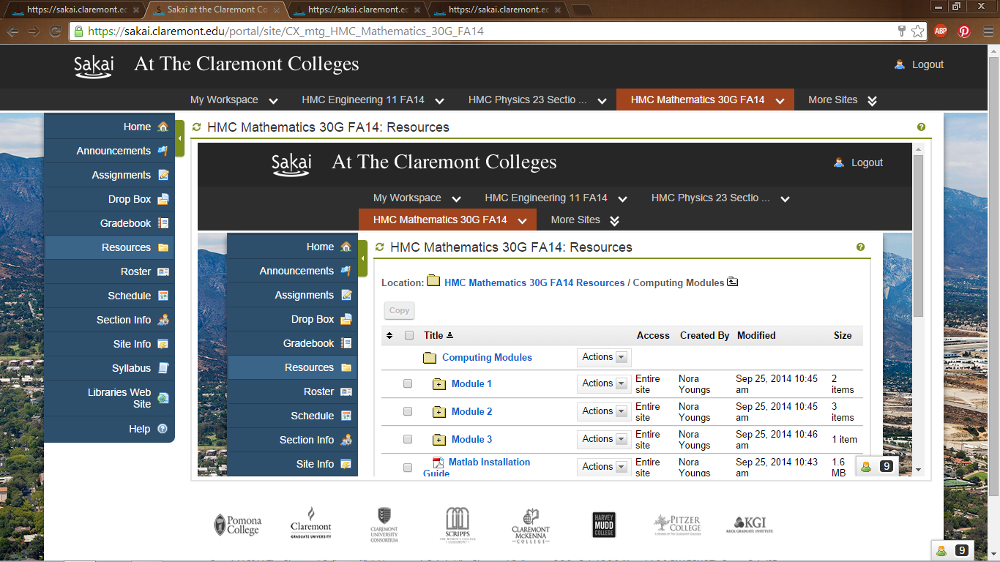 https://sakai.claremont.ec
Sakai at the Claremont Co
https://sakai.claremont.ec
https://sakai.claremont.ec
https://sakai.claremont.edu/portal/site/CX_mtg_HMC_Mathematics_30G_FA14
ABP
Sakai At The Claremont Colleges
Logout
My Workspace HMC Engineering 11 FA14 HMC Physics 23 Sectio ... HMC Mathematics 30G FA14 More Sites
Home
Announcements
Assignments
Drop Box
Gradebook
Resources
Roster
Schedule
Section Info
Site Info
Syllabus
Libraries Web
Site
Help
HMC Mathematics 30G FA14: Resources
Sakai At The Claremont Colleges
Logout
My Workspace HMC Engineering 11 FA14 HMC Physics 23 Sectio ...
HMC Mathematics 30G FA14 More Sites
Home
Announcements
Assignments
Drop Box
Gradebook
Resources
Roster
Schedule
Section Info
Site Info
HMC Mathematics 30G FA14: Resources
Location: HMC Mathematics 30G FA14 Resources / Computing Modules
Copy
Title Access Created By Modified Size
Computing Modules Actions
Module 1 Actions Entire site Nora Youngs Sep 25, 2014 10:45 am 2 items
Module 2 Actions Entire site Nora Youngs Sep 25, 2014 10:45 am 3 items
Module 3 Actions Entire site Nora Youngs Sep 25, 2014 10:46 am 1 item
Matlab Installation Guide Actions Entire site Nora Youngs Sep 25, 2014 10:43 am 1.6 MB
9
Pomona College
Claremont GRADUATE UNIVERSITY
CLAREMONT UNIVERSITY CONSORTIUM
SCRIPPS
CLAREMONT McKENNA COLLEGE
HARVEY MUDD COLLEGE
PITZER COLLEGE
KGI KECK GRADUATE INSTITUTE
9